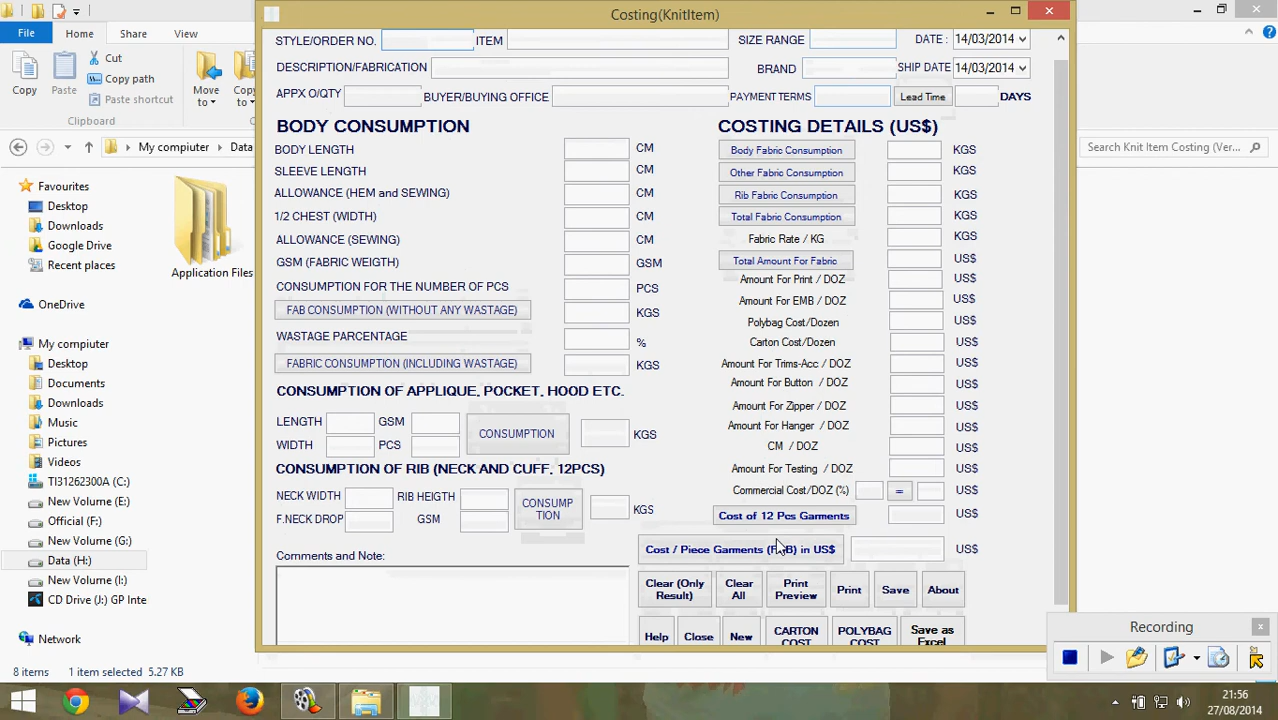 Costing(KnitItem)
File Home Share View
Copy Paste Cut Copy path Paste shortcut Move to Copy to
Clipboard
My compiuter Data
Search Knit Item Costing (Ver...
Favourites
Desktop
Downloads
Google Drive
Recent places
OneDrive
My computer
Desktop
Documents
Downloads
Music
Pictures
Videos
TI31262300A (C:)
New Volume (E:)
Official (F:)
New Volume (G:)
Data (H:)
New Volume (I:)
CD Drive (J:) GP Inte
Network
8 items 1 item selected 5.27 KB
Application Files
STYLE/ORDER NO. ITEM SIZE RANGE DATE : 14/03/2014
DESCRIPTION/FABRICATION BRAND SHIP DATE 14/03/2014
APPX O/QTY BUYER/BUYING OFFICE PAYMENT TERMS Lead Time DAYS
BODY CONSUMPTION
BODY LENGTH CM
SLEEVE LENGTH CM
ALLOWANCE (HEM and SEWING) CM
1/2 CHEST (WIDTH) CM
ALLOWANCE (SEWING) CM
GSM (FABRIC WEIGTH) GSM
CONSUMPTION FOR THE NUMBER OF PCS PCS
FAB CONSUMPTION (WITHOUT ANY WASTAGE) KGS
WASTAGE PARCENTAGE %
FABRIC CONSUMPTION (INCLUDING WASTAGE) KGS
CONSUMPTION OF APPLIQUE, POCKET, HOOD ETC.
LENGTH GSM CONSUMPTION KGS
WIDTH PCS
CONSUMPTION OF RIB (NECK AND CUFF, 12PCS)
NECK WIDTH RIB HEIGTH CONSUMP TION KGS
F.NECK DROP GSM
Comments and Note:
COSTING DETAILS (US$)
Body Fabric Consumption KGS
Other Fabric Consumption KGS
Rib Fabric Consumption KGS
Total Fabric Consumption KGS
Fabric Rate / KG KGS
Total Amount For Fabric US$
Amount For Print / DOZ US$
Amount For EMB / DOZ US$
Polybag Cost/Dozen US$
Carton Cost/Dozen US$
Amount For Trims-Acc / DOZ US$
Amount For Button / DOZ US$
Amount For Zipper / DOZ US$
Amount For Hanger / DOZ US$
CM / DOZ US$
Amount For Testing / DOZ US$
Commercial Cost/DOZ (%) = US$
Cost of 12 Pcs Garments US$
Cost / Piece Garments (FOB) in US$ US$
Clear (Only Result) Clear All Print Preview Print Save About
Help Close New CARTON COST POLYBAG COST Save as Excel
Recording
21:56
27/08/2014